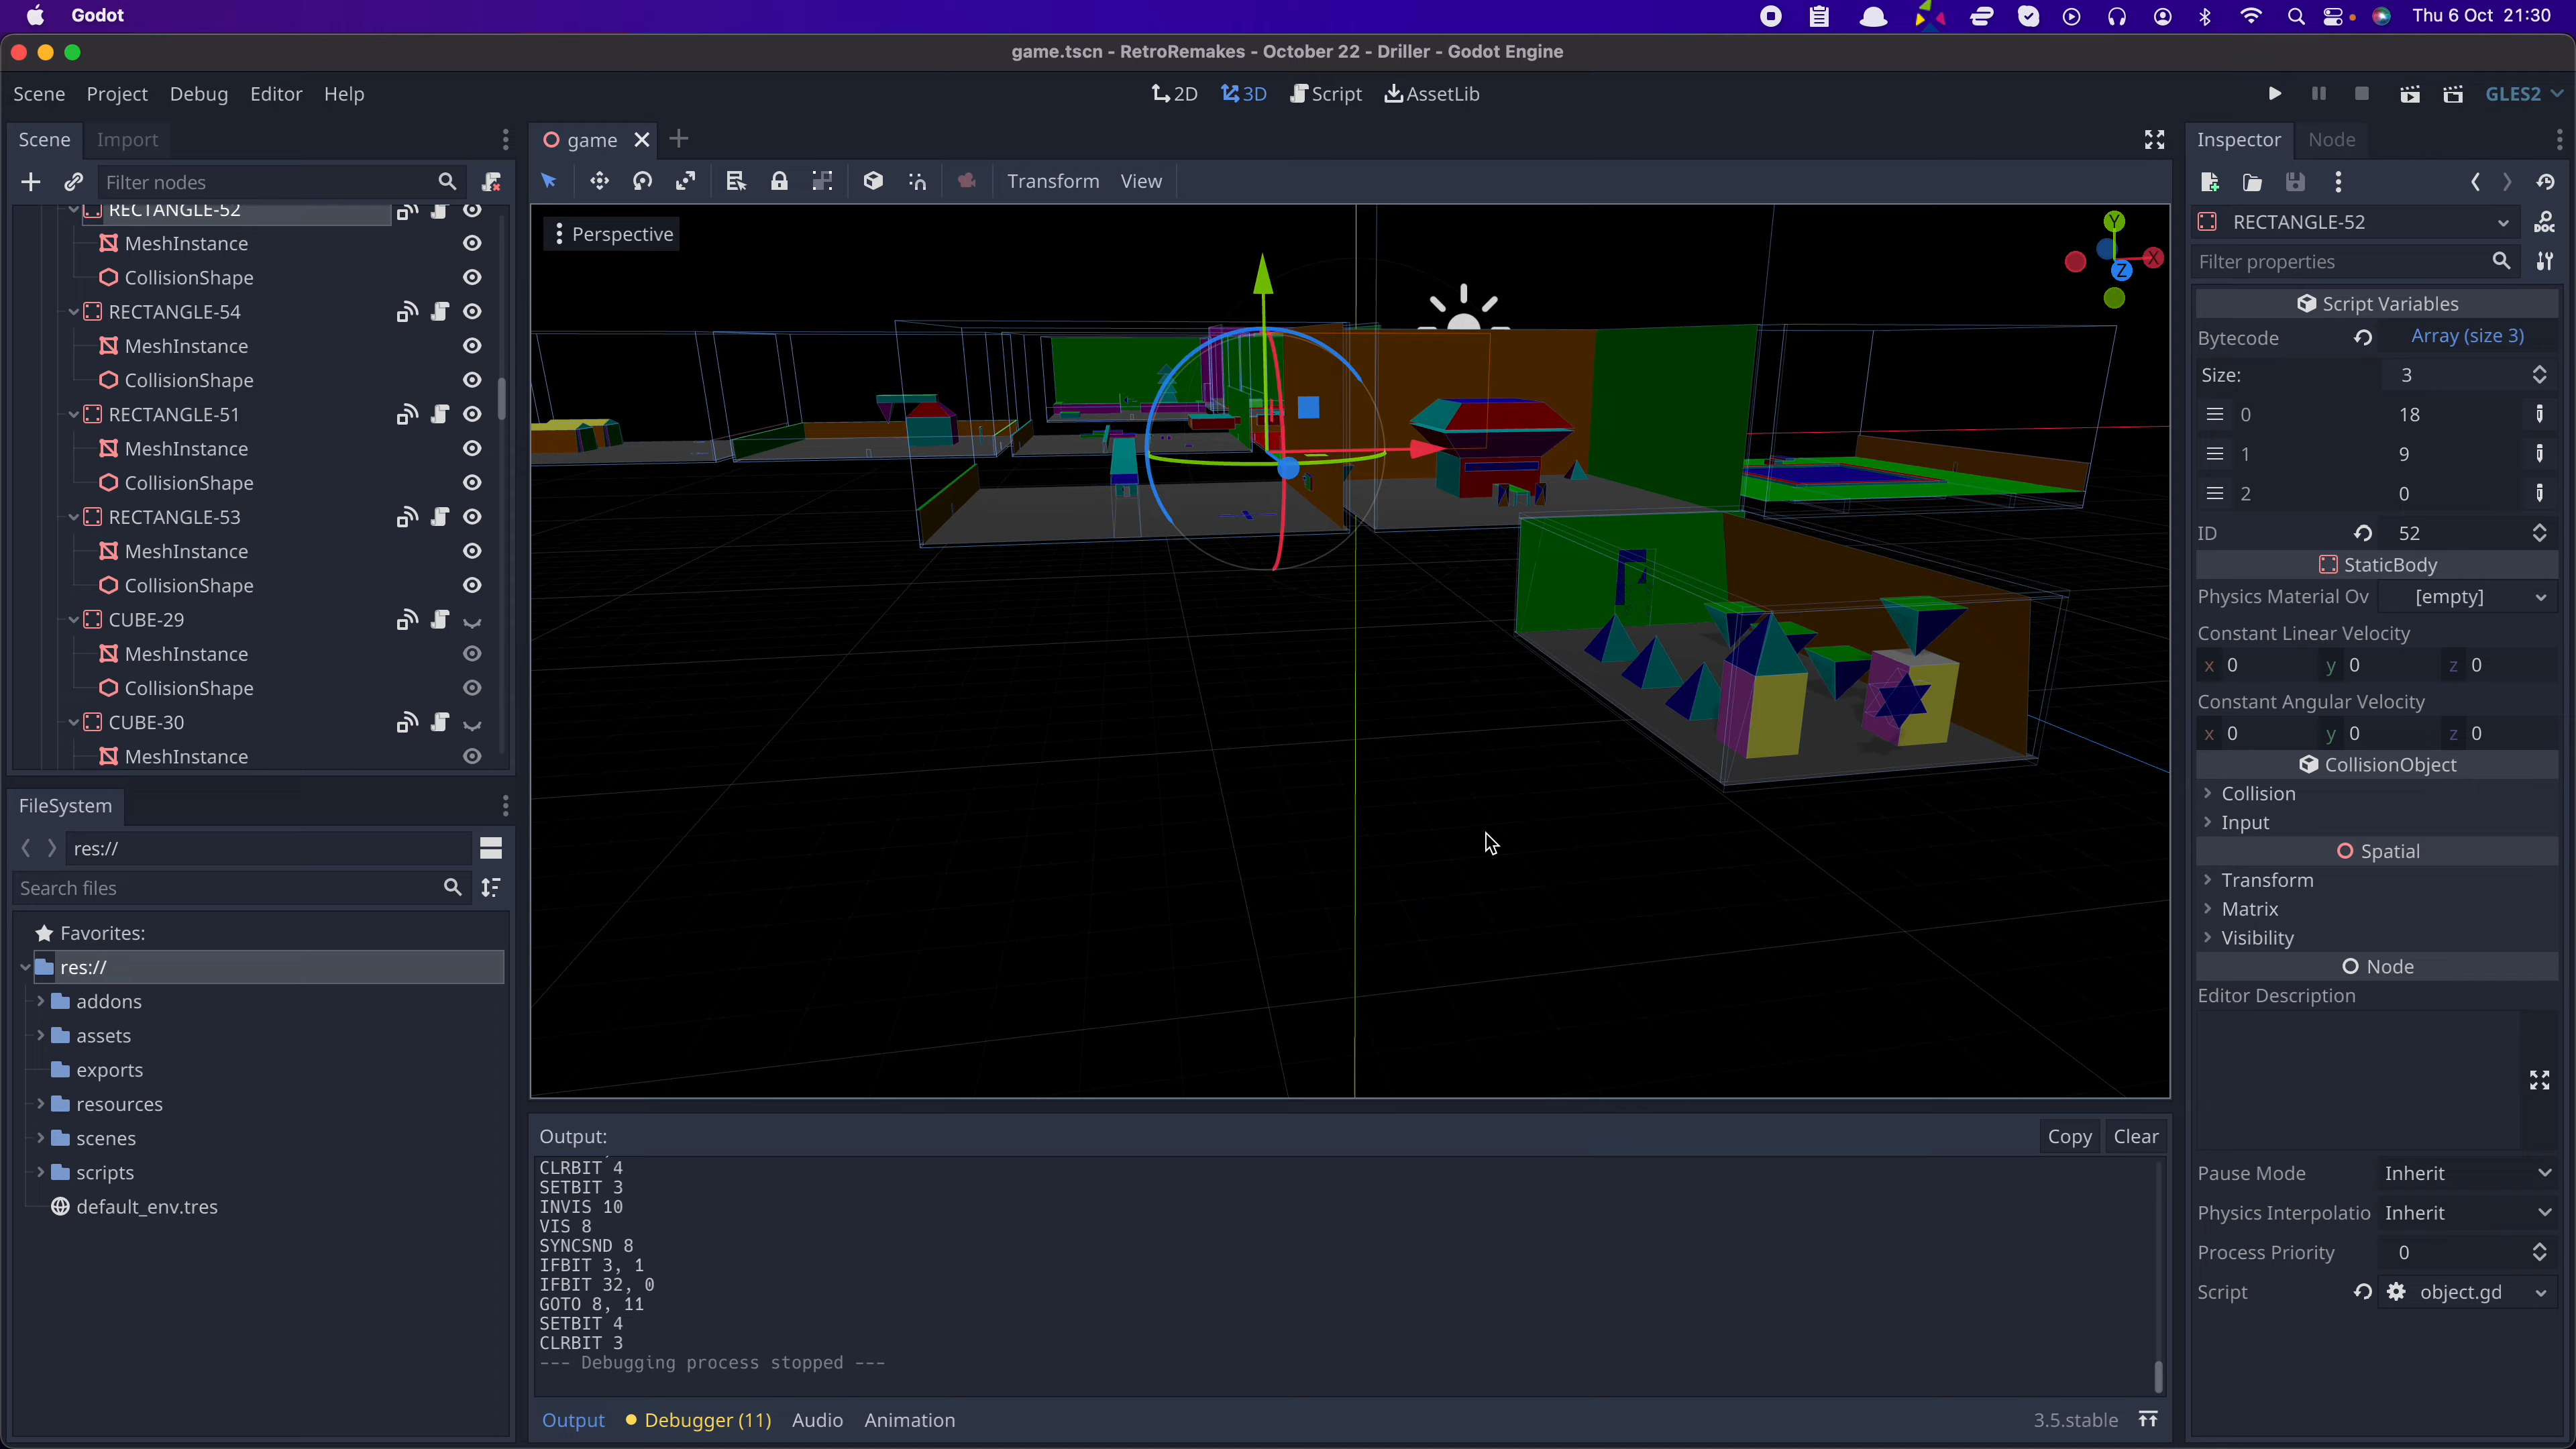 Godot
Thu 6 Oct 21:30
game.tscn - RetroRemakes - October 22 - Driller - Godot Engine
Scene Project Debug Editor Help
2D 3D Script AssetLib
GLES2
Scene Import
game
Inspector Node
Filter nodes
Transform View
RECTANGLE-52
MeshInstance
CollisionShape
RECTANGLE-54
MeshInstance
CollisionShape
RECTANGLE-51
MeshInstance
CollisionShape
RECTANGLE-53
MeshInstance
CollisionShape
CUBE-29
MeshInstance
CollisionShape
CUBE-30
MeshInstance
FileSystem
res://
Search files
Favorites:
res://
addons
assets
exports
resources
scenes
scripts
default_env.tres
Perspective
Y
X
Z
Output:
Copy Clear
CLRBIT 4
SETBIT 3
INVIS 10
VIS 8
SYNCSND 8
IFBIT 3, 1
IFBIT 32, 0
GOTO 8, 11
SETBIT 4
CLRBIT 3
--- Debugging process stopped ---
Output Debugger (11) Audio Animation
3.5.stable
RECTANGLE-52
DOC
Filter properties
Script Variables
Bytecode Array (size 3)
Size: 3
0 18
1 9
2 0
ID 52
StaticBody
Physics Material Ov [empty]
Constant Linear Velocity
x 0 y 0 z 0
Constant Angular Velocity
x 0 y 0 z 0
CollisionObject
Collision
Input
Spatial
Transform
Matrix
Visibility
Node
Editor Description
Pause Mode Inherit
Physics Interpolatio Inherit
Process Priority 0
Script object.gd